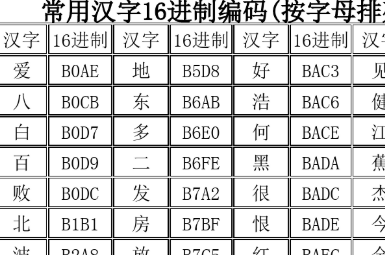 常用汉字16进制编码(按字母排
汉字 16进制 汉字 16进制 汉字 16进制 汉
爱 B0AE 地 B5D8 好 BAC3 见
八 B0CB 东 B6AB 浩 BAC6 健
白 B0D7 多 B6E0 何 BACE 江
百 B0D9 二 B6FE 黑 BADA 蕉
败 B0DC 发 B7A2 很 BADC 杰
北 B1B1 房 B7BF 恨 BADE 今
波 B2A8 放 B7C5 红